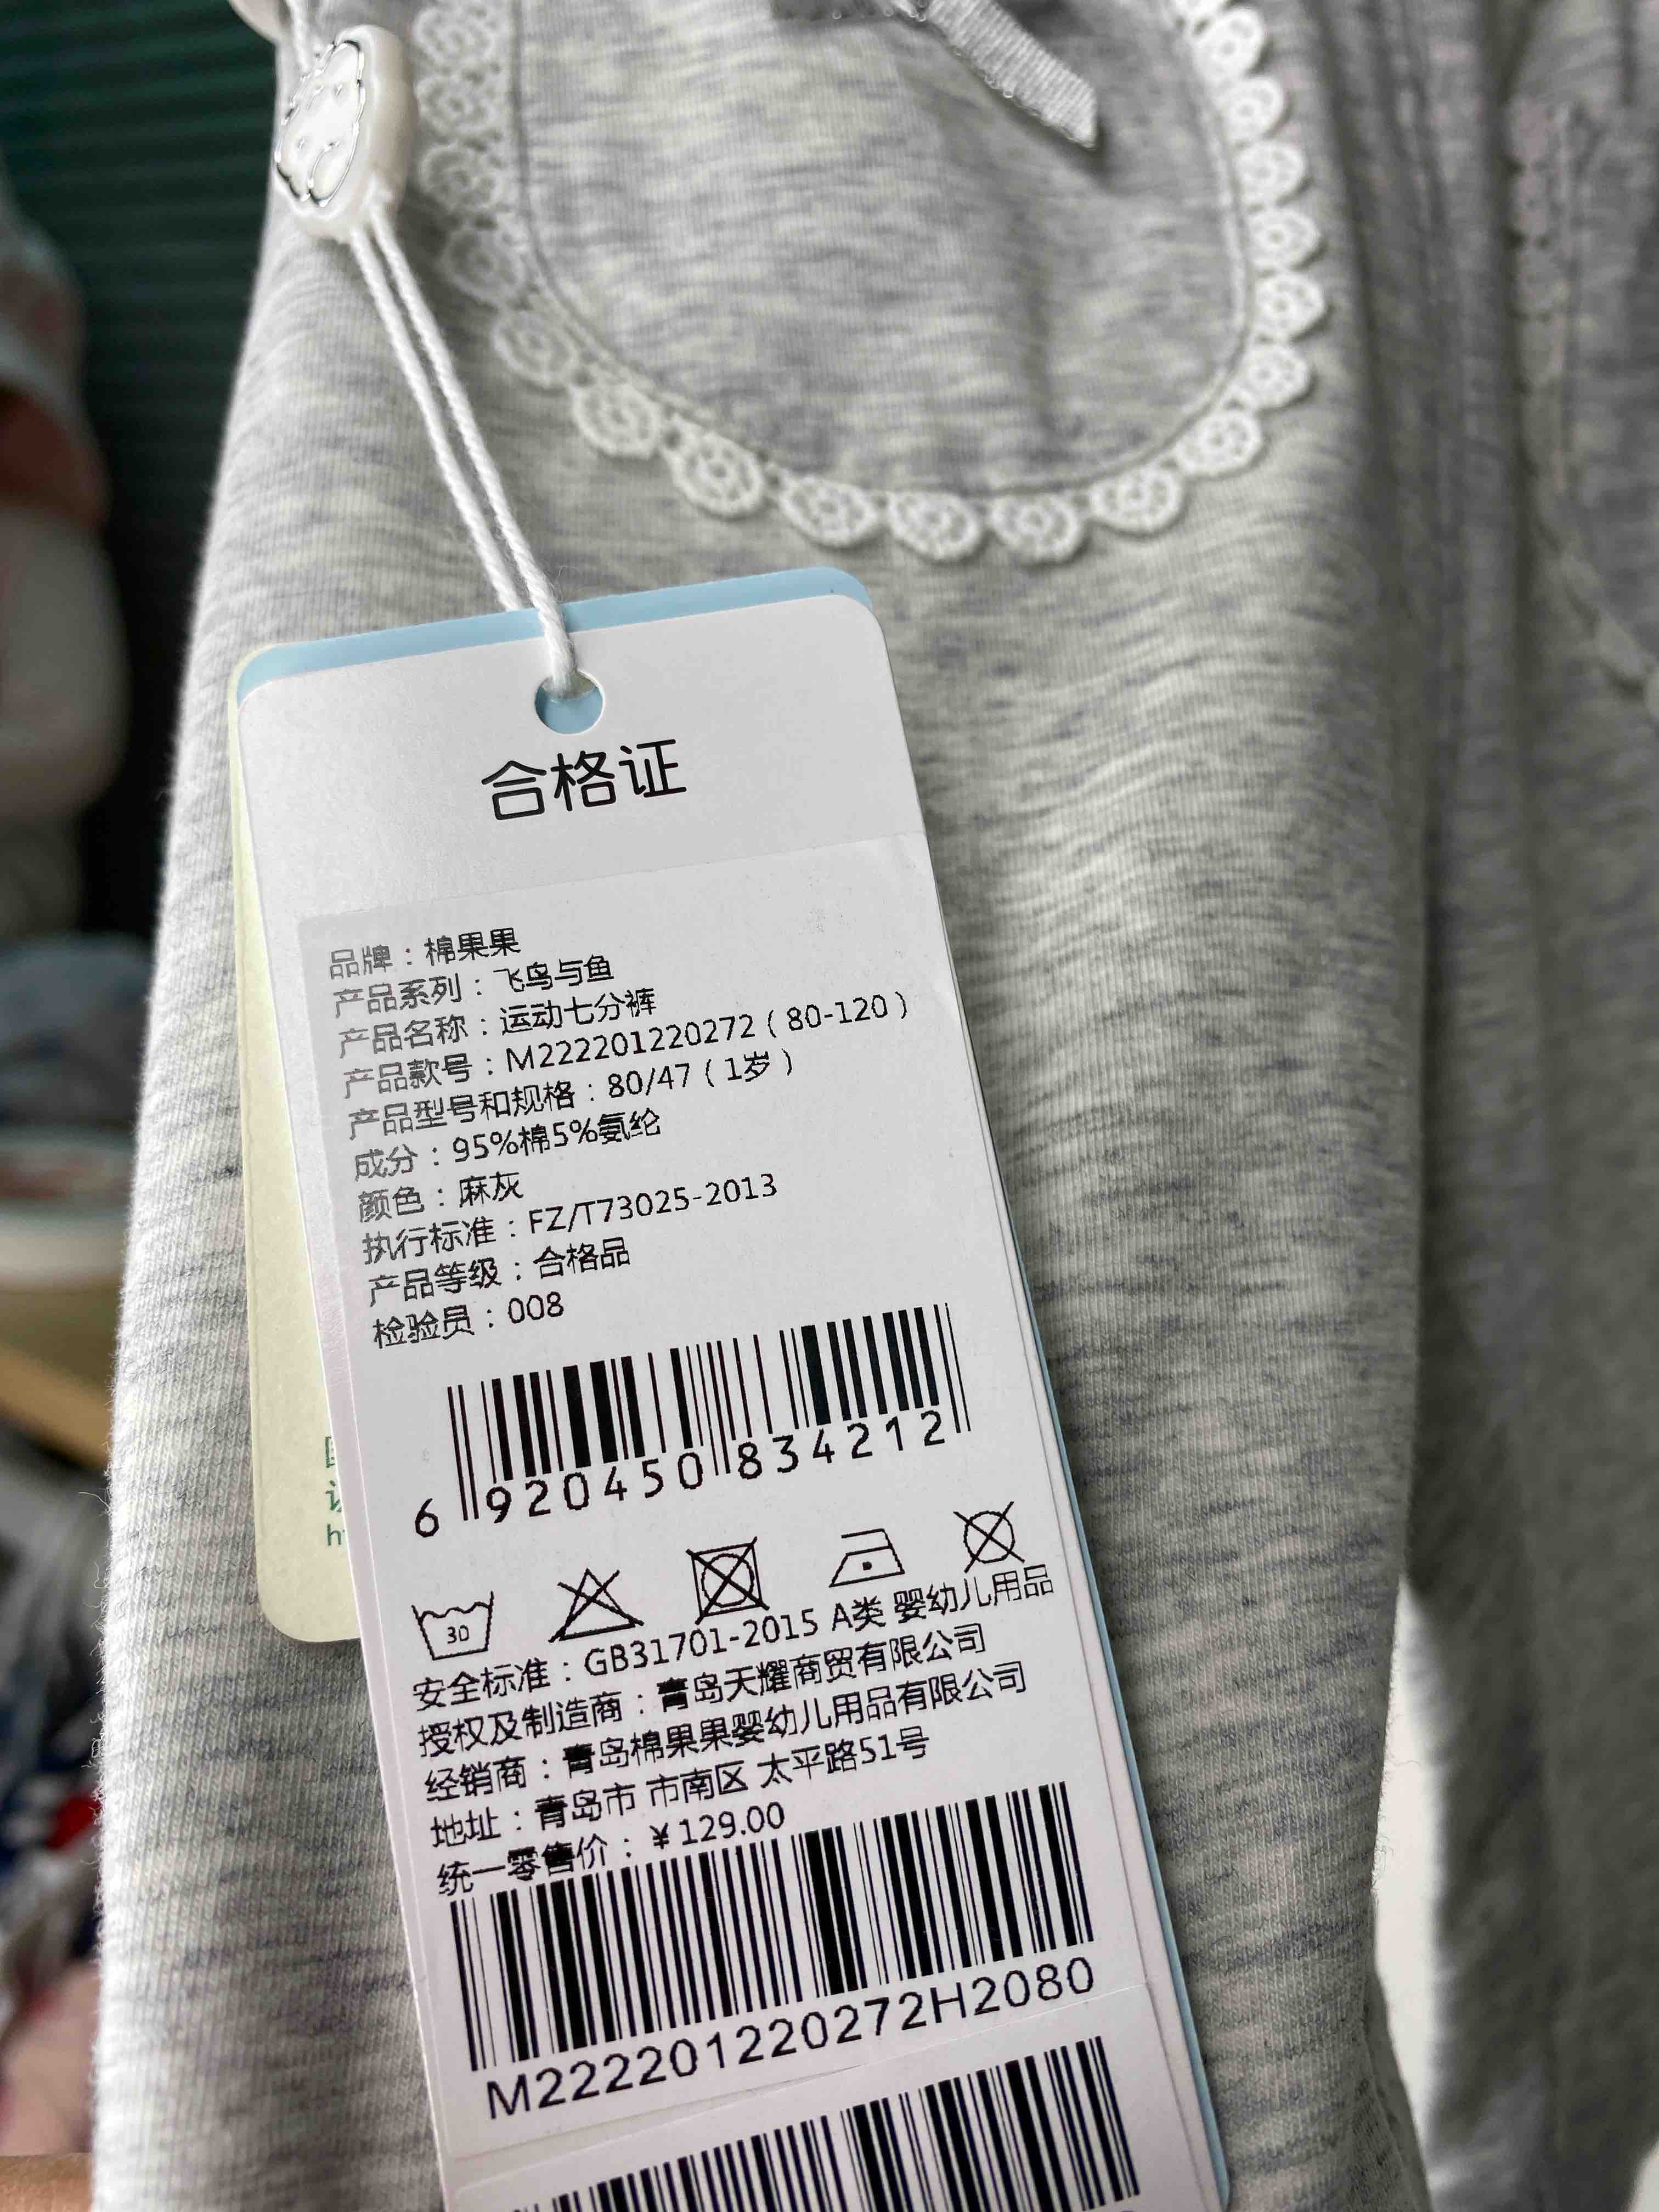 合格证
品牌：棉果果
产品系列：飞鸟与鱼
产品名称：运动七分裤
产品款号：M222201220272（80-120）
产品型号和规格：80/47（1岁）
成分：95%棉5%氨纶
颜色：麻灰
执行标准：FZ/T73025-2013
产品等级：合格品
检验员：008
6 920450 834212
30
安全标准：GB31701-2015 A类 婴幼儿用品
授权及制造商：青岛天耀商贸有限公司
经销商：青岛棉果果婴幼儿用品有限公司
地址：青岛市 市南区 太平路51号
统一零售价：￥129.00
M222201220272H2080